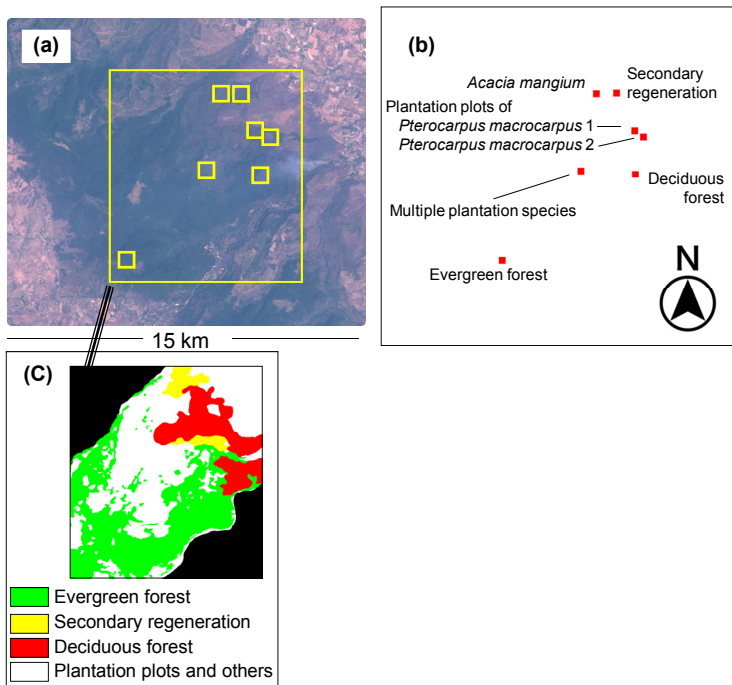 (a)
15 km
(b)
Acacia mangium
Secondary
regeneration
Plantation plots of
Pterocarpus macrocarpus 1
Pterocarpus macrocarpus 2
Multiple plantation species
Deciduous
forest
Evergreen forest
N
(C)
Evergreen forest
Secondary regeneration
Deciduous forest
Plantation plots and others